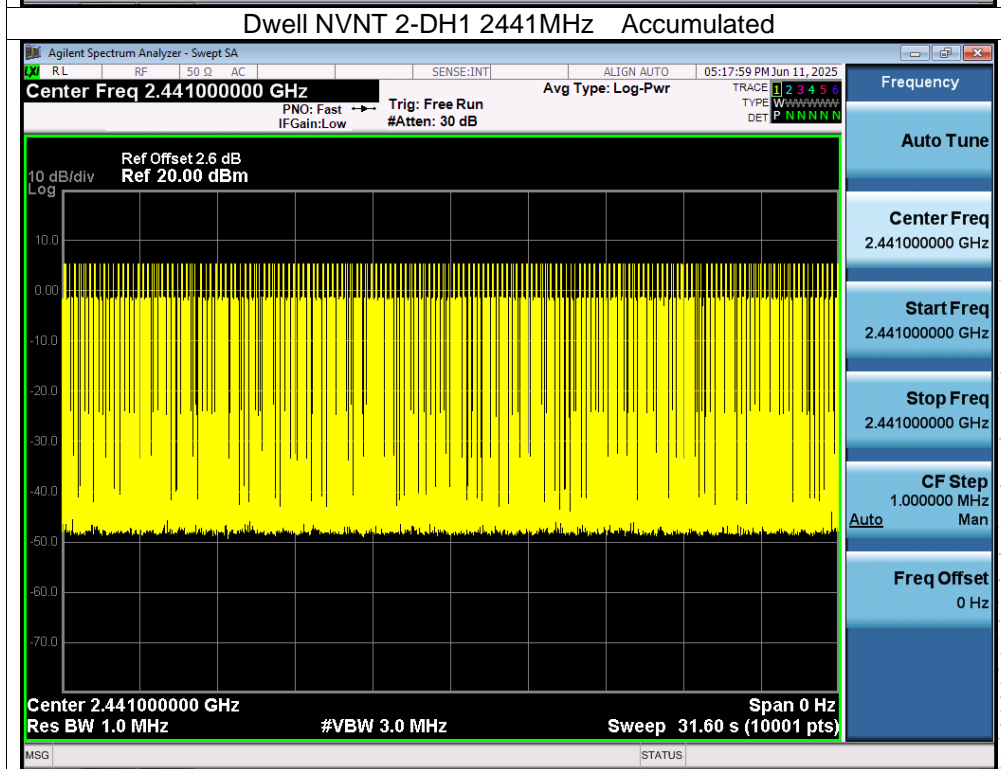 Dwell NVNT 2-DH1 2441MHz Accumulated
Agilent Spectrum Analyzer - Swept SA
LXI RL RF 50 Ω AC SENSE:INT ALIGN AUTO 05:17:59 PM Jun 11, 2025
Center Freq 2.441000000 GHz
PNO: Fast
IFGain:Low
Trig: Free Run
#Atten: 30 dB
Avg Type: Log-Pwr
TRACE 1 2 3 4 5 6
TYPE WWWWWW
DET P N N N N N
Frequency
Auto Tune
Center Freq
2.441000000 GHz
Start Freq
2.441000000 GHz
Stop Freq
2.441000000 GHz
CF Step
1.000000 MHz
Auto Man
Freq Offset
0 Hz
Ref Offset 2.6 dB
10 dB/div Ref 20.00 dBm
Log
10.0
0.00
-10.0
-20.0
-30.0
-40.0
-50.0
-60.0
-70.0
Center 2.441000000 GHz Span 0 Hz
Res BW 1.0 MHz #VBW 3.0 MHz Sweep 31.60 s (10001 pts)
MSG STATUS